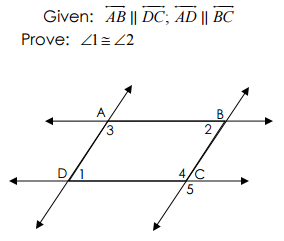 Given: AB || DC; AD || BC
Prove: ∠1 ≅ ∠2
A B
3 2
D 1 4 C
5